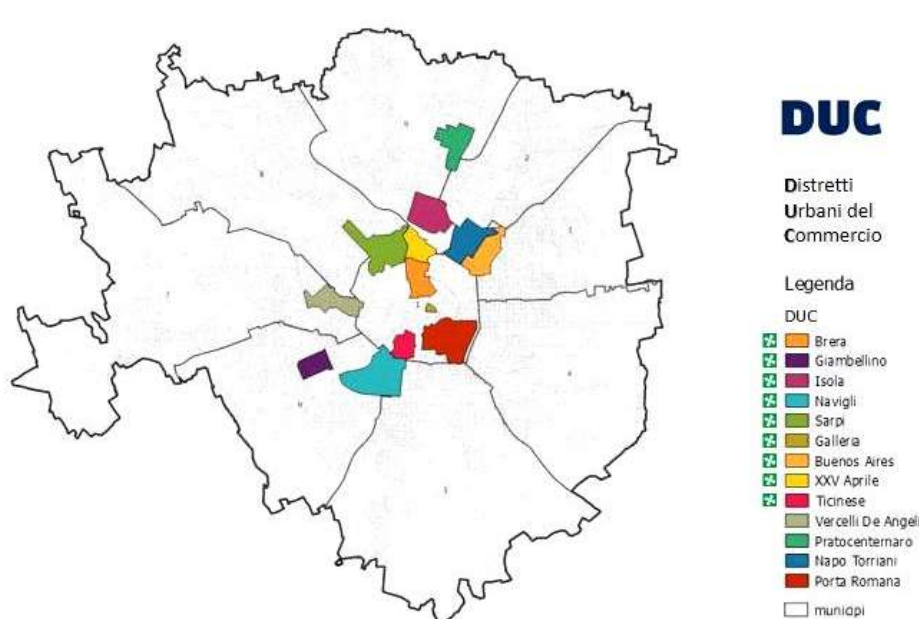 DUC
Distretti
Urbani del
Commercio
Legenda
DUC
Brera
Giambellino
Isola
Navigli
Sarpi
Galleria
Buenos Aires
XXV Aprile
Ticinese
Vercelli De Angeli
Pratocenternaro
Napo Torriani
Porta Romana